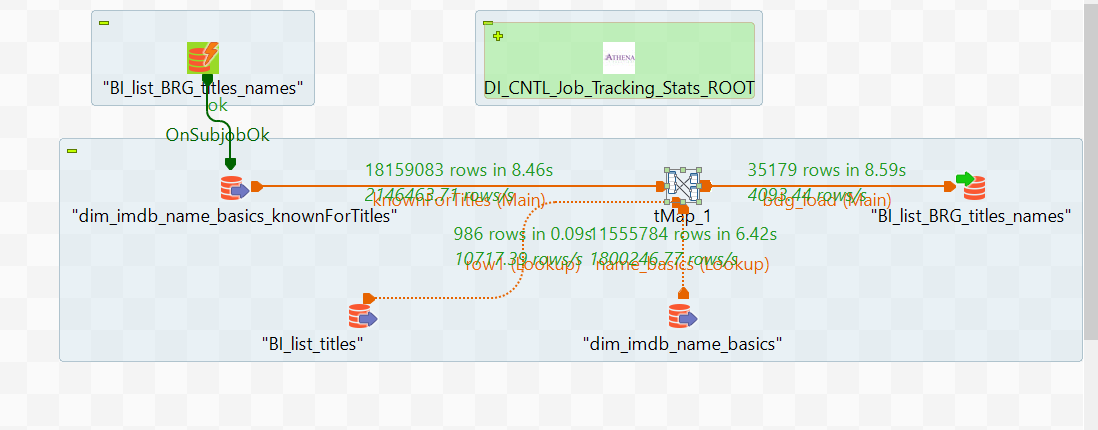 ATHENA
"BI_list_BRG_titles_names"
DI_CNTL_Job_Tracking_Stats_ROOT
ok
OnSubjobOk
18159083 rows in 8.46s
2146463.71 rows/s
knownForTitles (Main)
35179 rows in 8.59s
4093.44 rows/s
bdg_load (Main)
"dim_imdb_name_basics_knownForTitles"
tMap_1
"BI_list_BRG_titles_names"
986 rows in 0.09s
10717.39 rows/s
row1 (Lookup)
11555784 rows in 6.42s
1800246.77 rows/s
name_basics (Lookup)
"BI_list_titles"
"dim_imdb_name_basics"